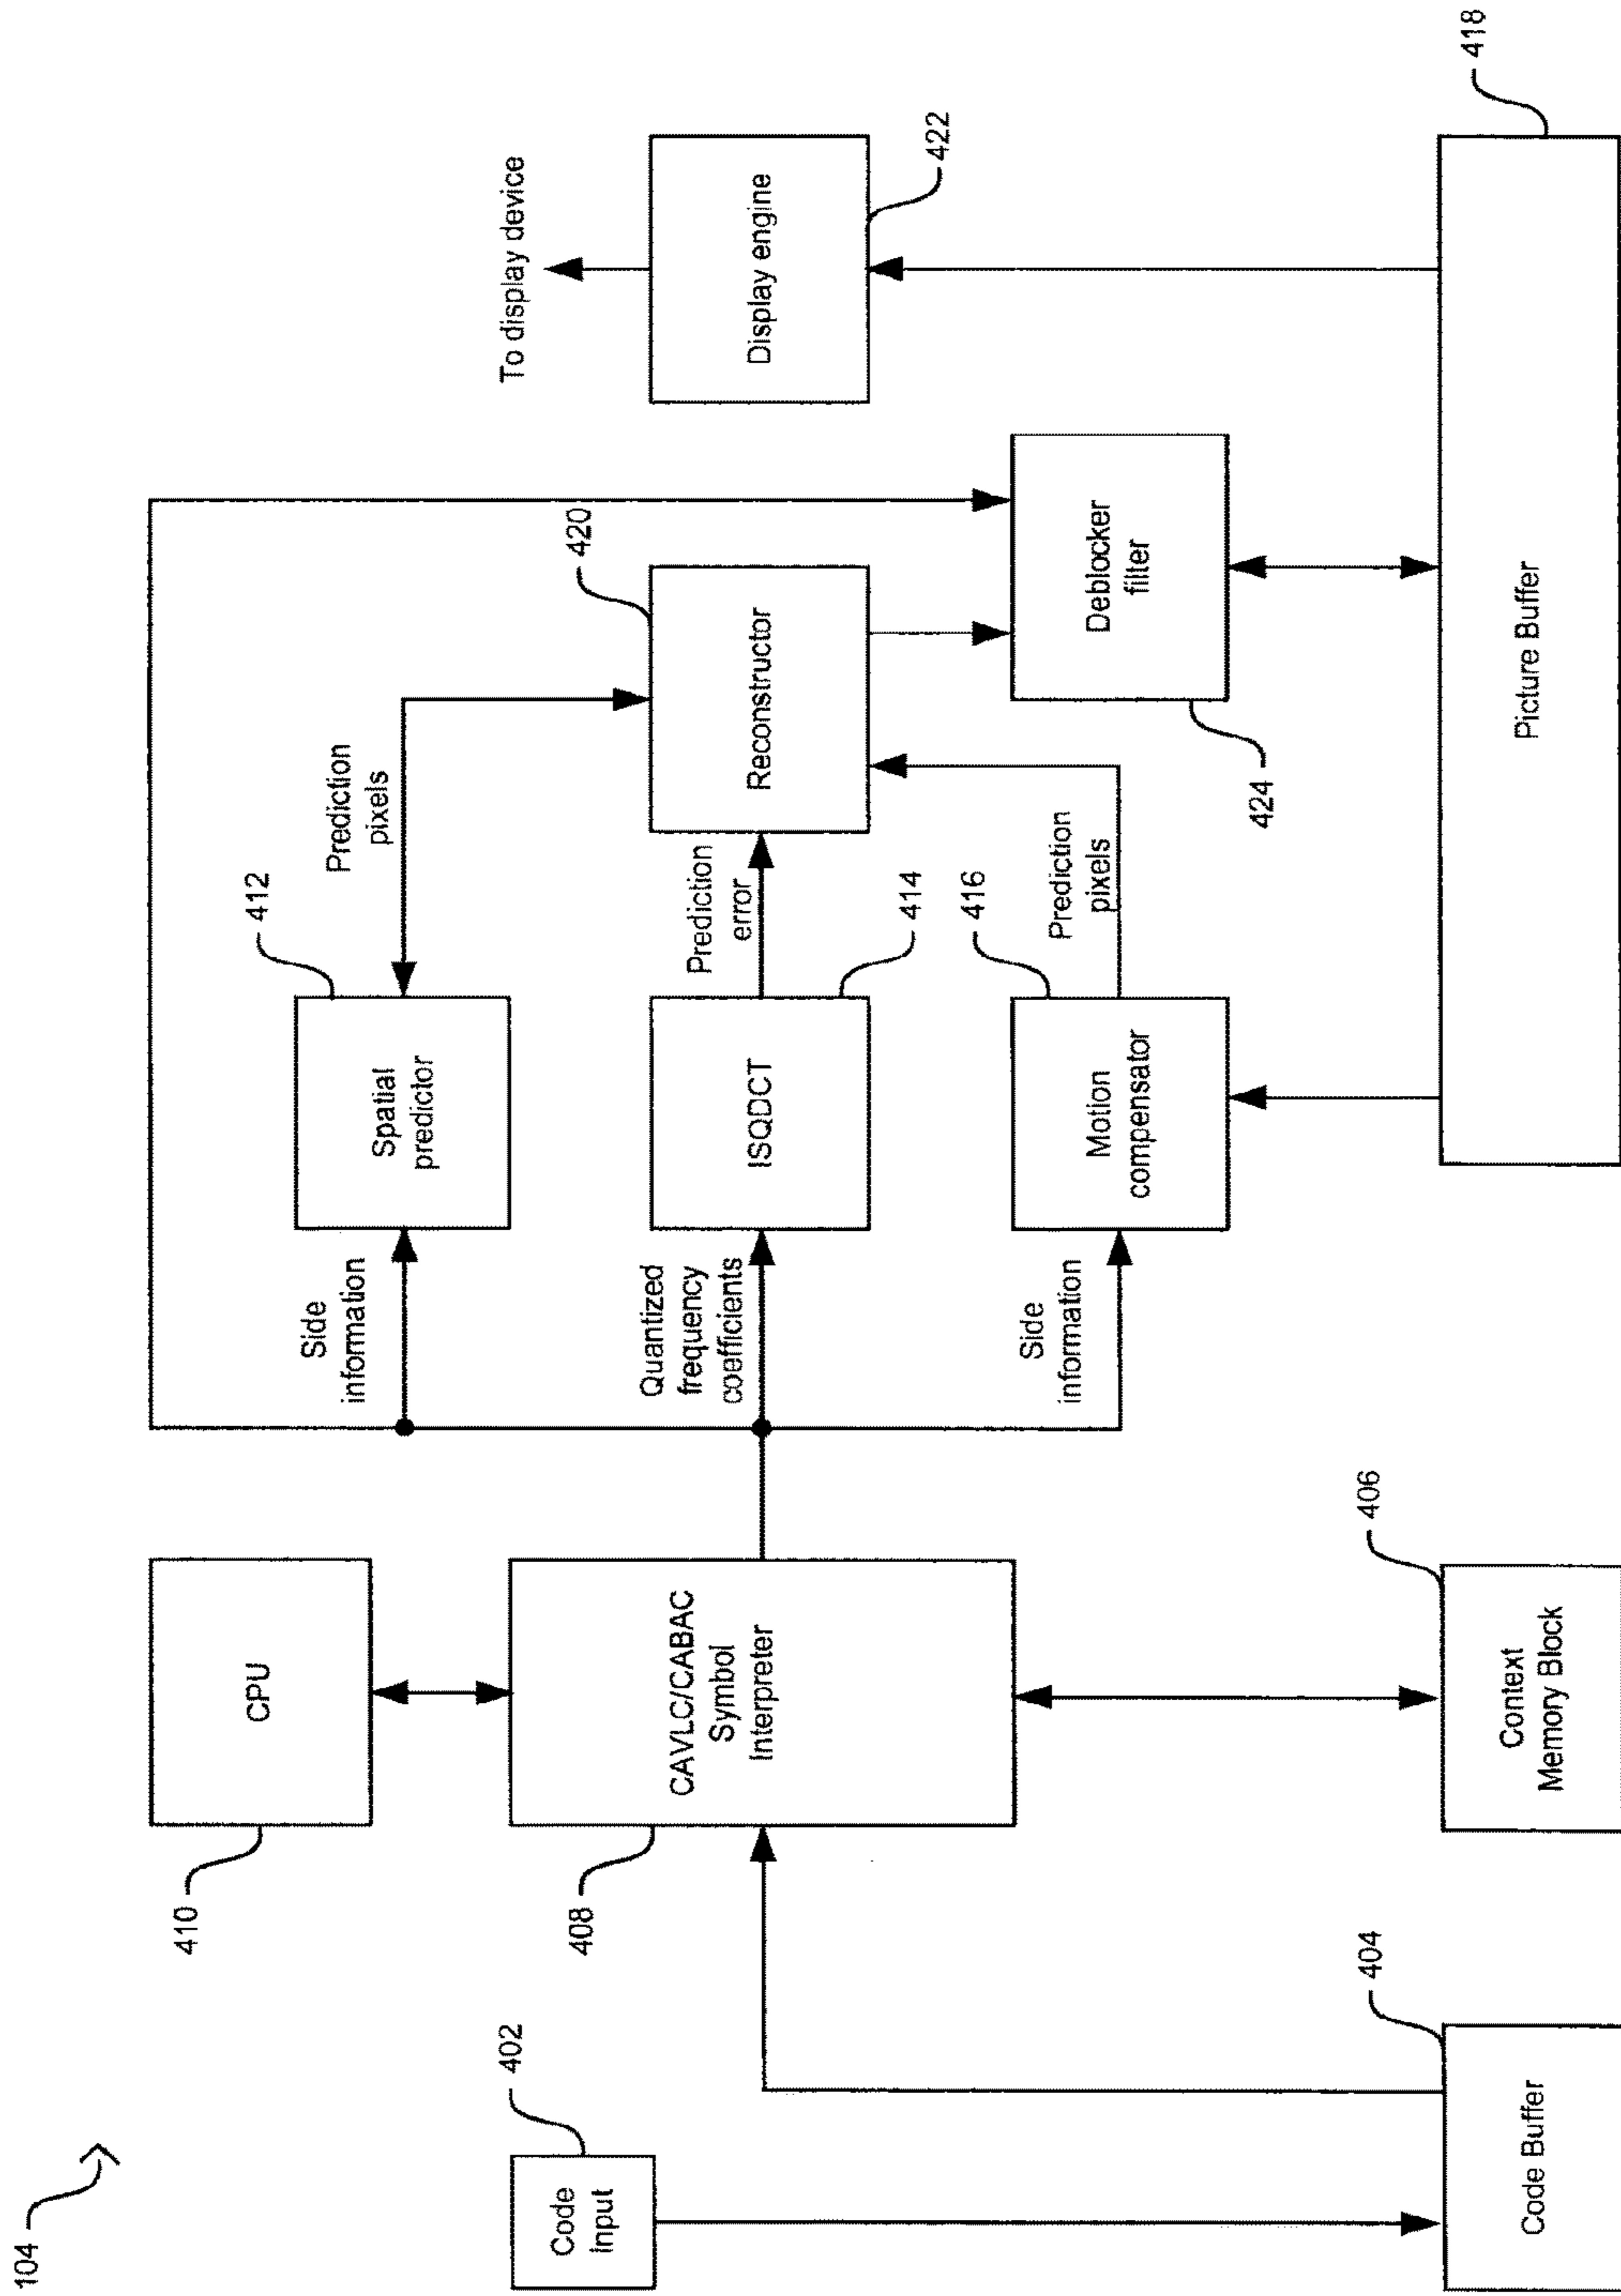 104
402
Code
input
404
Code Buffer
410
CPU
408
CAVLC/CABAC
Symbol
Interpreter
406
Context
Memory Block
Side
information
Quantized
frequency
coefficients
Side
information
412
Spatial
predictor
ISQDCT
414
416
Motion
compensator
Prediction
pixels
Prediction
error
Prediction
pixels
420
Reconstructor
Deblocker
filter
424
To display device
Display engine
422
418
Picture Buffer